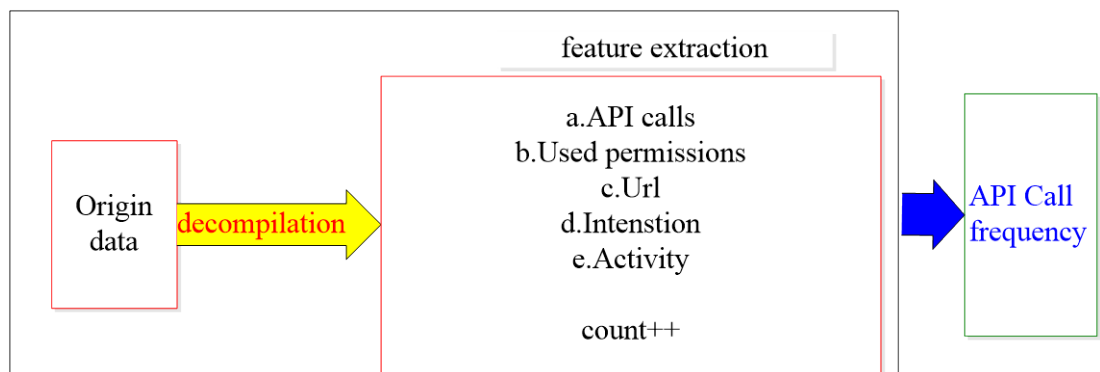 feature extraction
Origin
data
decompilation
a.API calls
b.Used permissions
c.Url
d.Intenstion
e.Activity
count++
API Call
frequency